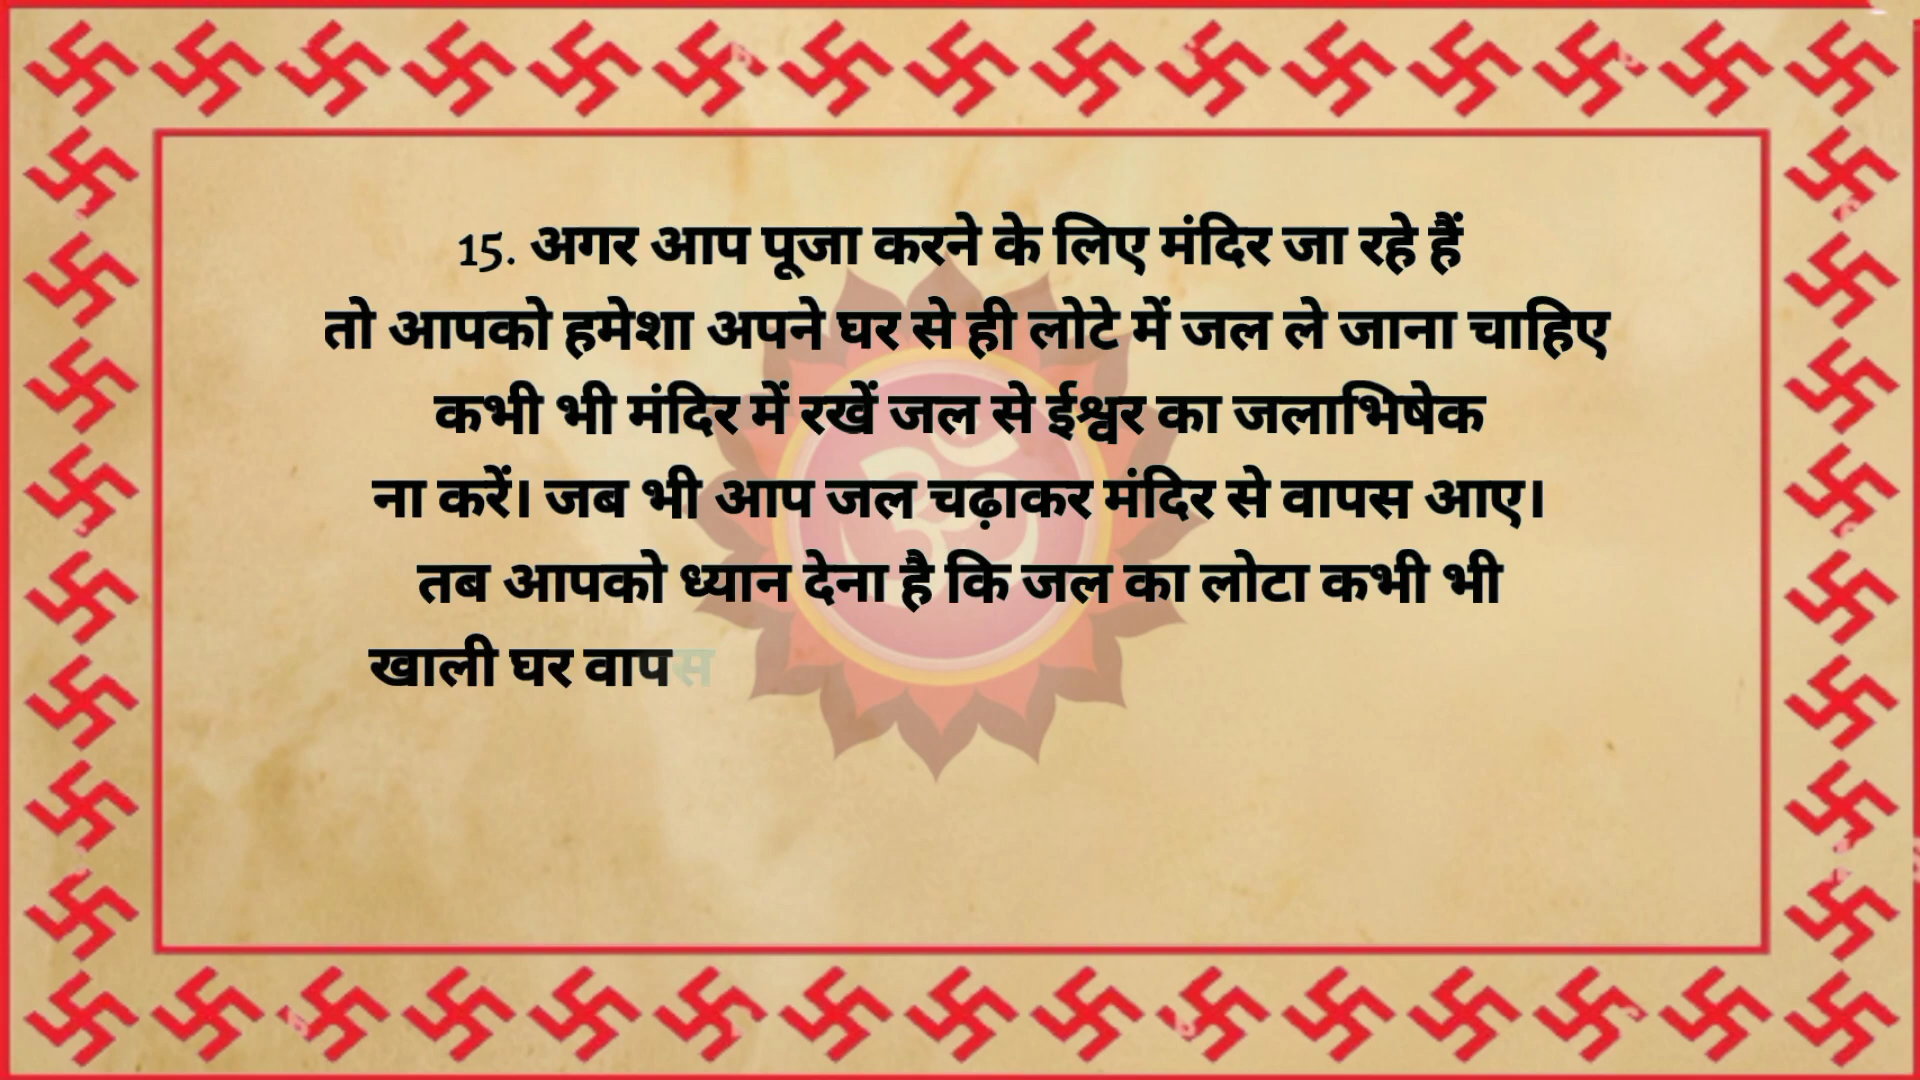 15. अगर आप पूजा करने के लिए मंदिर जा रहे हैं
तो आपको हमेशा अपने घर से ही लोटे में जल ले जाना चाहिए
कभी भी मंदिर में रखें जल से ईश्वर का जलाभिषेक
ना करें। जब भी आप जल चढ़ाकर मंदिर से वापस आए।
तब आपको ध्यान देना है कि जल का लोटा कभी भी
खाली घर वापस
ॐ